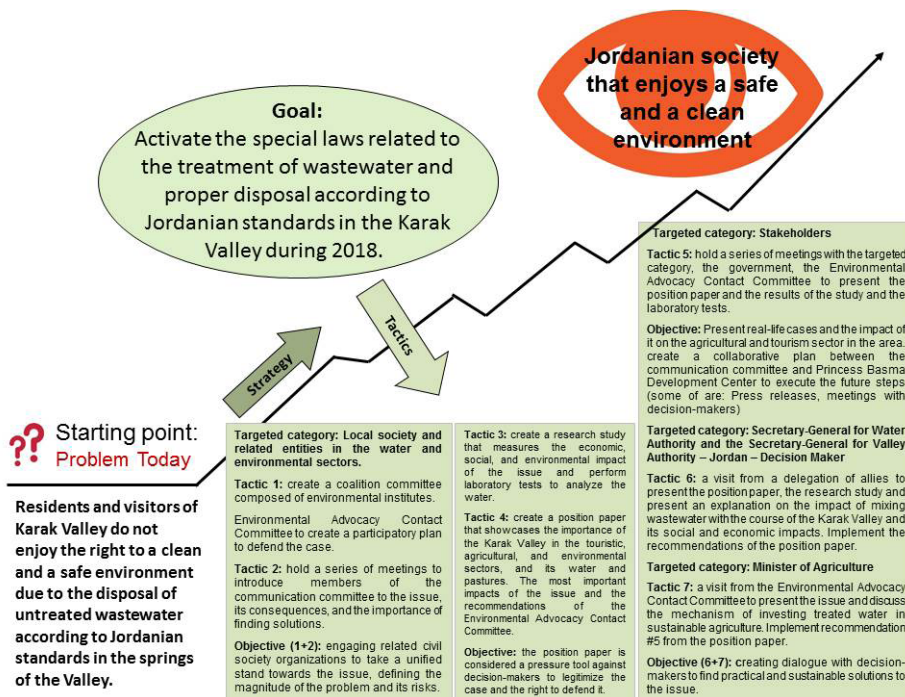 Jordanian society
that enjoys a safe
and a clean
environment
Goal:
Activate the special laws related to
the treatment of wastewater and
proper disposal according to
Jordanian standards in the Karak
Valley during 2018.
Strategy
Tactics
?? Starting point:
Problem Today
Residents and visitors of
Karak Valley do not
enjoy the right to a clean
and a safe environment
due to the disposal of
untreated wastewater
according to Jordanian
standards in the springs
of the Valley.
Targeted category: Local society and
related entities in the water and
environmental sectors.
Tactic 1: create a coalition committee
composed of environmental institutes.
Environmental Advocacy Contact
Committee to create a participatory plan
to defend the case.
Tactic 2: hold a series of meetings to
introduce members of the
communication committee to the issue,
its consequences, and the importance of
finding solutions.
Objective (1+2): engaging related civil
society organizations to take a unified
stand towards the issue, defining the
magnitude of the problem and its risks.
Tactic 3: create a research study
that measures the economic,
social, and environmental impact
of the issue and perform
laboratory tests to analyze the
water.
Tactic 4: create a position paper
that showcases the importance of
the Karak Valley in the touristic,
agricultural, and environmental
sectors, and its water and
pastures. The most important
impacts of the issue and the
recommendations of the
Environmental Advocacy Contact
Committee.
Objective: the position paper is
considered a pressure tool against
decision-makers to legitimize the
case and the right to defend it.
Targeted category: Stakeholders
Tactic 5: hold a series of meetings with the targeted
category, the government, the Environmental
Advocacy Contact Committee to present the
position paper and the results of the study and the
laboratory tests.
Objective: Present real-life cases and the impact of
it on the agricultural and tourism sector in the area.
create a collaborative plan between the
communication committee and Princess Basma
Development Center to execute the future steps
(some of are: Press releases, meetings with
decision-makers)
Targeted category: Secretary-General for Water
Authority and the Secretary-General for Valley
Authority – Jordan – Decision Maker
Tactic 6: a visit from a delegation of allies to
present the position paper, the research study and
present an explanation on the impact of mixing
wastewater with the course of the Karak Valley and
its social and economic impacts. Implement the
recommendations of the position paper.
Targeted category: Minister of Agriculture
Tactic 7: a visit from the Environmental Advocacy
Contact Committee to present the issue and discuss
the mechanism of investing treated water in
sustainable agriculture. Implement recommendation
#5 from the position paper.
Objective (6+7): creating dialogue with decision-
makers to find practical and sustainable solutions to
the issue.